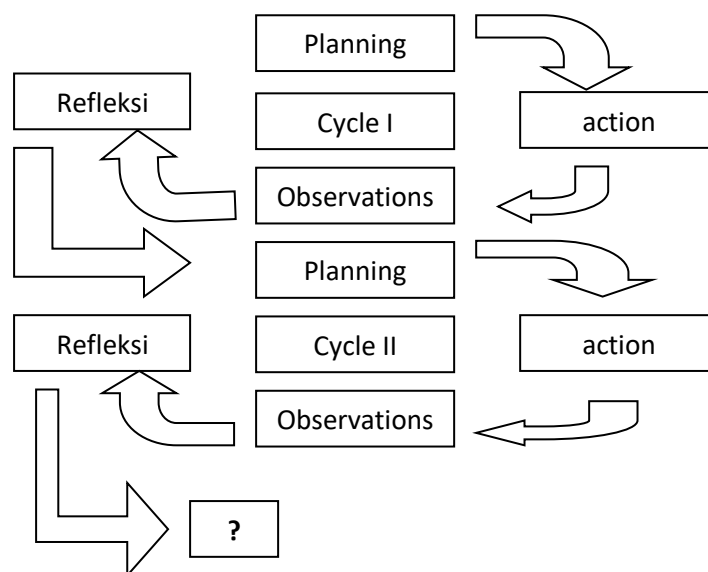 Planning
Refleksi
Cycle I
action
Observations
Planning
Refleksi
Cycle II
action
Observations
?